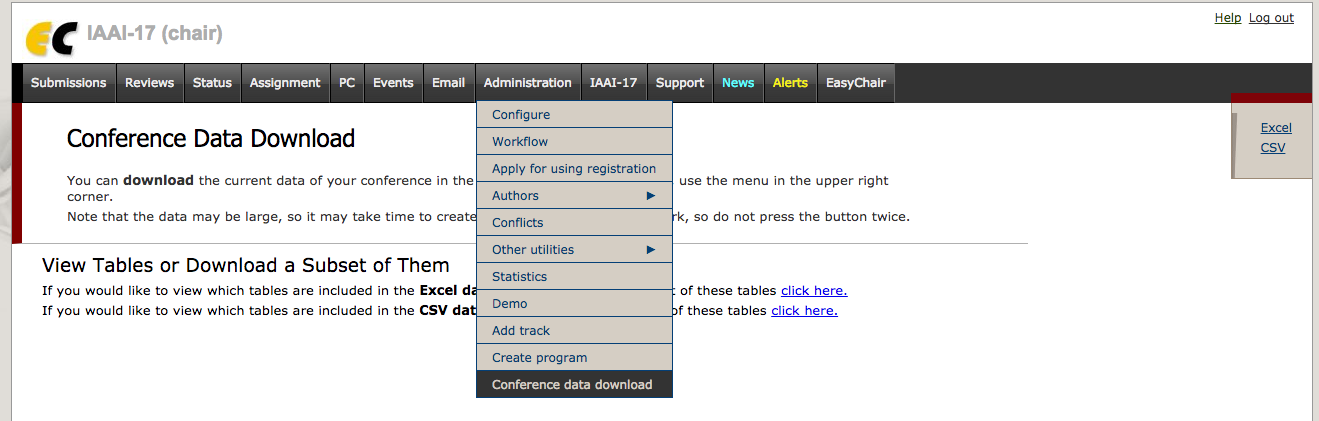 EC
IAAI-17 (chair)
Help Log out
Submissions Reviews Status Assignment PC Events Email Administration IAAI-17 Support News Alerts EasyChair
Configure
Workflow
Apply for using registration
Authors
Conflicts
Other utilities
Statistics
Demo
Add track
Create program
Conference data download
Excel
CSV
Conference Data Download
You can download the current data of your conference in the use the menu in the upper right
corner.
Note that the data may be large, so it may take time to create rk, so do not press the button twice.
View Tables or Download a Subset of Them
If you would like to view which tables are included in the Excel da t of these tables click here.
If you would like to view which tables are included in the CSV dat of these tables click here.